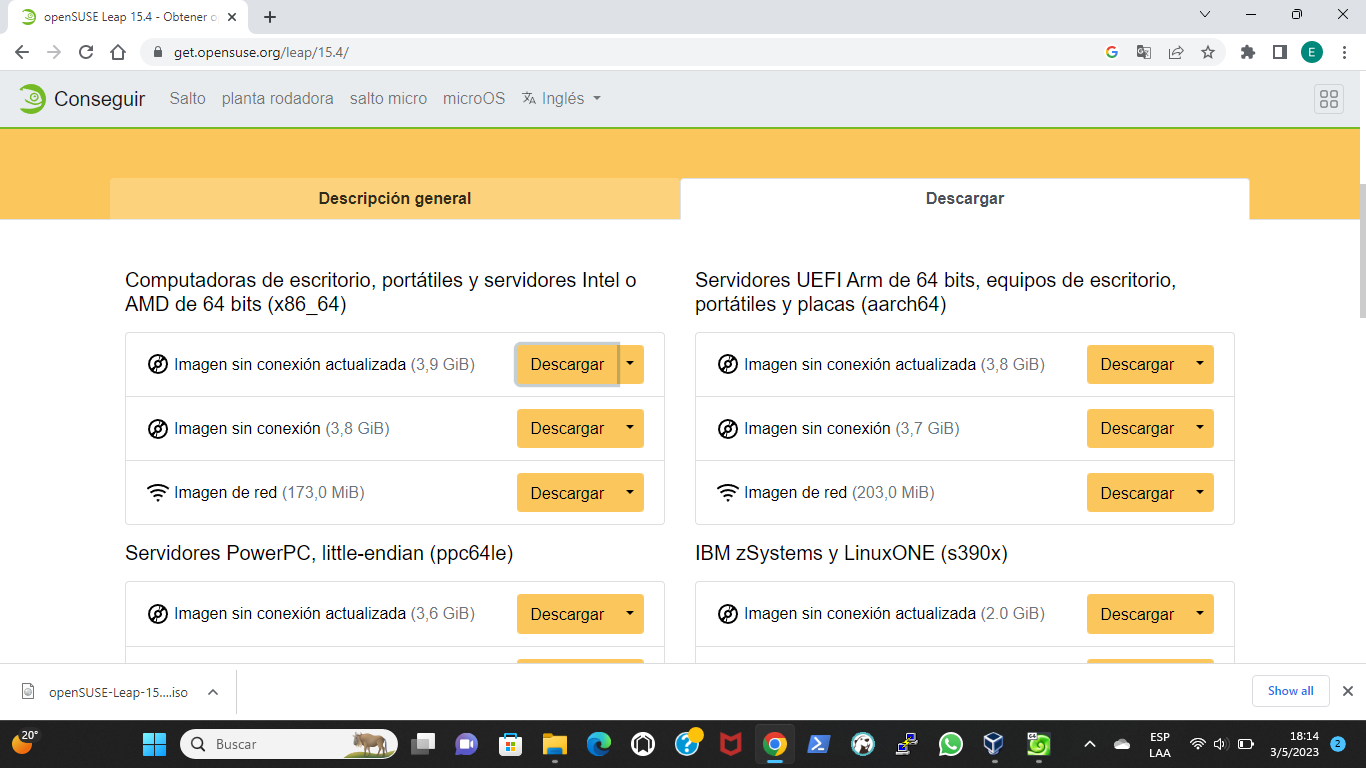 openSUSE Leap 15.4 - Obtener o
get.opensuse.org/leap/15.4/
E
Conseguir Salto planta rodadora salto micro microOS Inglés
Descripción general
Descargar
Computadoras de escritorio, portátiles y servidores Intel o
AMD de 64 bits (x86_64)
Imagen sin conexión actualizada (3,9 GiB) Descargar
Imagen sin conexión (3,8 GiB) Descargar
Imagen de red (173,0 MiB) Descargar
Servidores UEFI Arm de 64 bits, equipos de escritorio,
portátiles y placas (aarch64)
Imagen sin conexión actualizada (3,8 GiB) Descargar
Imagen sin conexión (3,7 GiB) Descargar
Imagen de red (203,0 MiB) Descargar
Servidores PowerPC, little-endian (ppc64le)
Imagen sin conexión actualizada (3,6 GiB) Descargar
IBM zSystems y LinuxONE (s390x)
Imagen sin conexión actualizada (2.0 GiB) Descargar
openSUSE-Leap-15....iso
Show all
20°
Buscar
ESP
LAA
18:14
3/5/2023
2